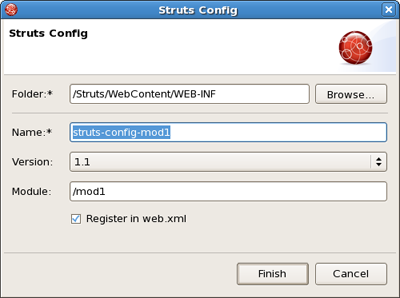 Struts Config
Struts Config
Folder:* /Struts/WebContent/WEB-INF Browse...
Name:* struts-config-mod1
Version: 1.1
Module: /mod1
Register in web.xml
Finish Cancel